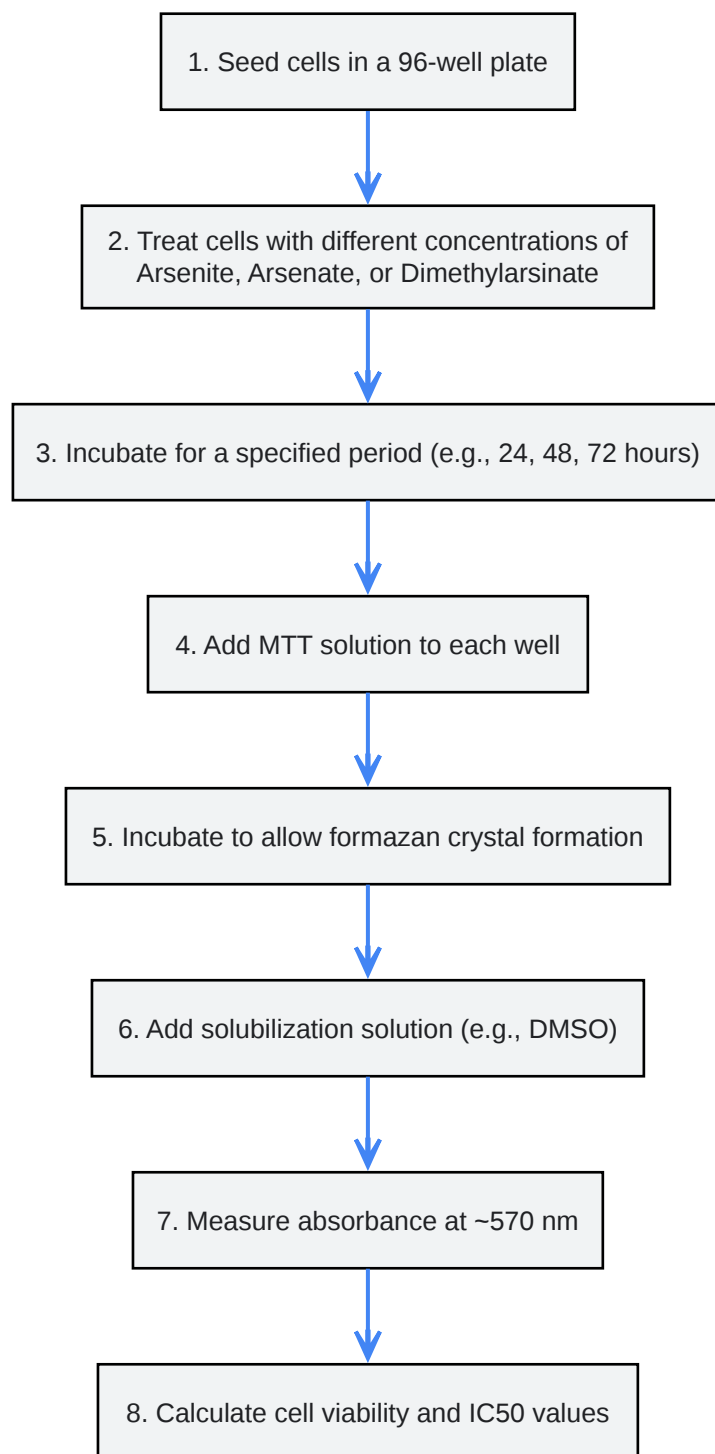 1. Seed cells in a 96-well plate
2. Treat cells with different concentrations of
Arsenite, Arsenate, or Dimethylarsinate
3. Incubate for a specified period (e.g., 24, 48, 72 hours)
4. Add MTT solution to each well
5. Incubate to allow formazan crystal formation
6. Add solubilization solution (e.g., DMSO)
7. Measure absorbance at ~570 nm
8. Calculate cell viability and IC50 values